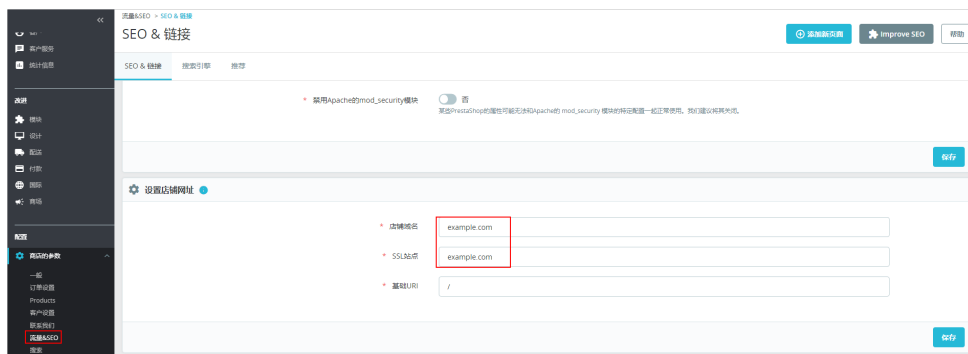 «
流量&SEO > SEO & 链接
SEO & 链接
添加新页面
Improve SEO
帮助
客户服务
统计信息
改进
模块
设计
配送
付款
国际
商场
配置
商店的参数
一般
订单设置
Products
客户设置
联系我们
流量&SEO
搜索
SEO & 链接
搜索引擎
推荐
* 禁用Apache的mod_security模块
否
某些PrestaShop的属性可能无法和Apache的 mod_security 模块的特定配置一起正常使用。我们建议将其关闭。
保存
设置店铺网址
* 店铺域名
example.com
* SSL站点
example.com
* 基础URI
/
保存